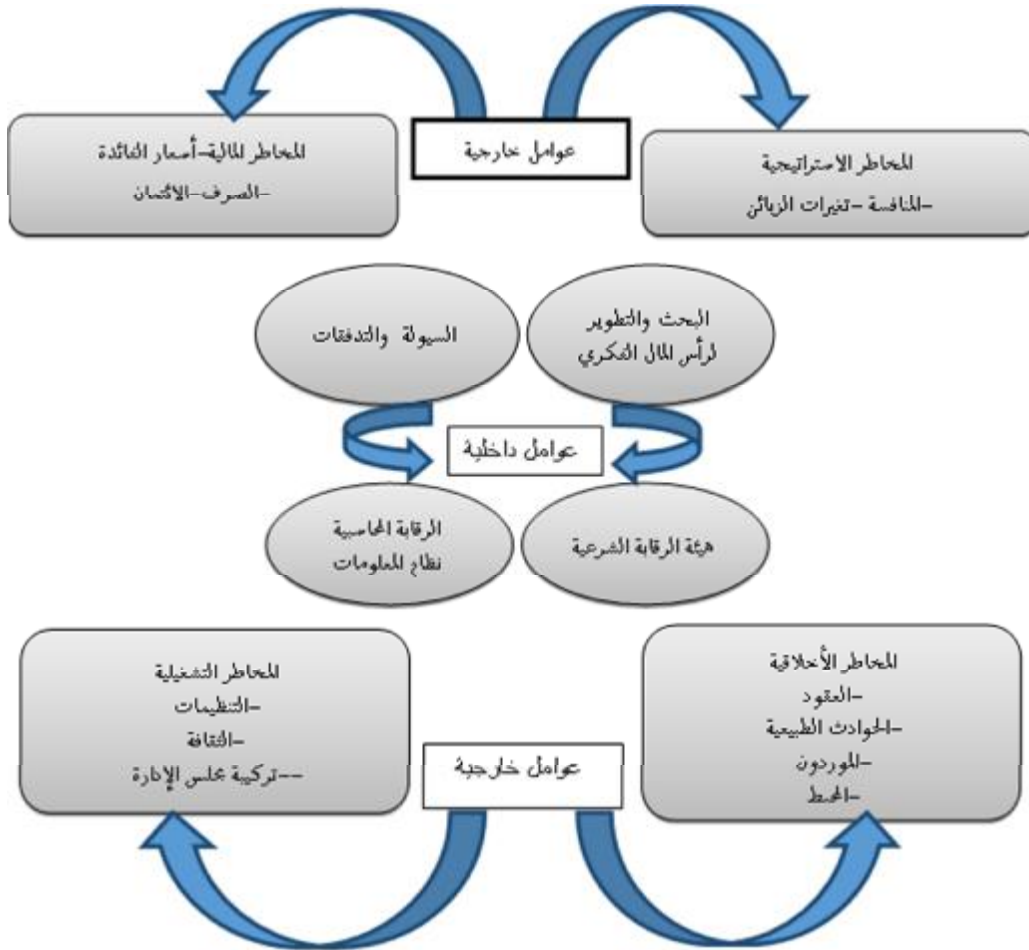 عوامل خارجية
المخاطر الاستراتيجية
-المنافسة -تغيرات الزبائن
المخاطر المالية-أسعار الفائدة
-الصرف-الائتمان
البحث والتطوير
لرأس المال الفكري
السيولة والتدفقات
عوامل داخلية
هيئة الرقابة الشرعية
الرقابة المحاسبية
نظام المعلومات
المخاطر الأخلاقية
-العقود
-الحوادث الطبيعية
-الموردون
-المحيط
عوامل خارجية
المخاطر التشغيلية
-التنظيمات
-الثقافة
--تركيبة مجلس الإدارة